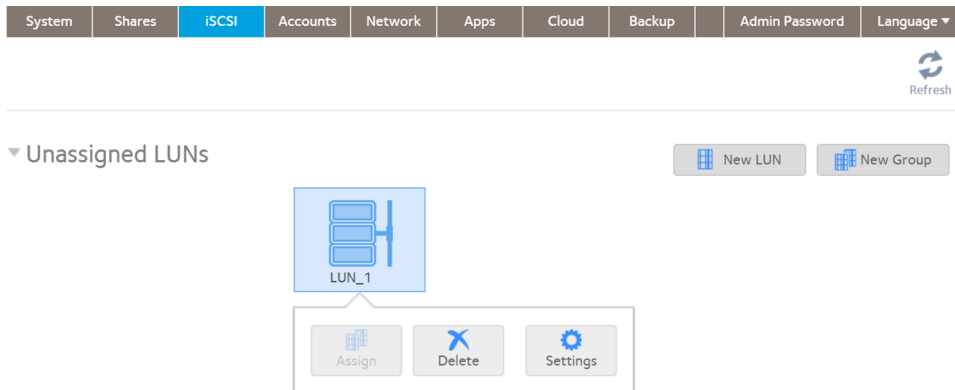 System Shares iSCSI Accounts Network Apps Cloud Backup Admin Password Language
Refresh
Unassigned LUNs
New LUN New Group
LUN_1
Assign Delete Settings